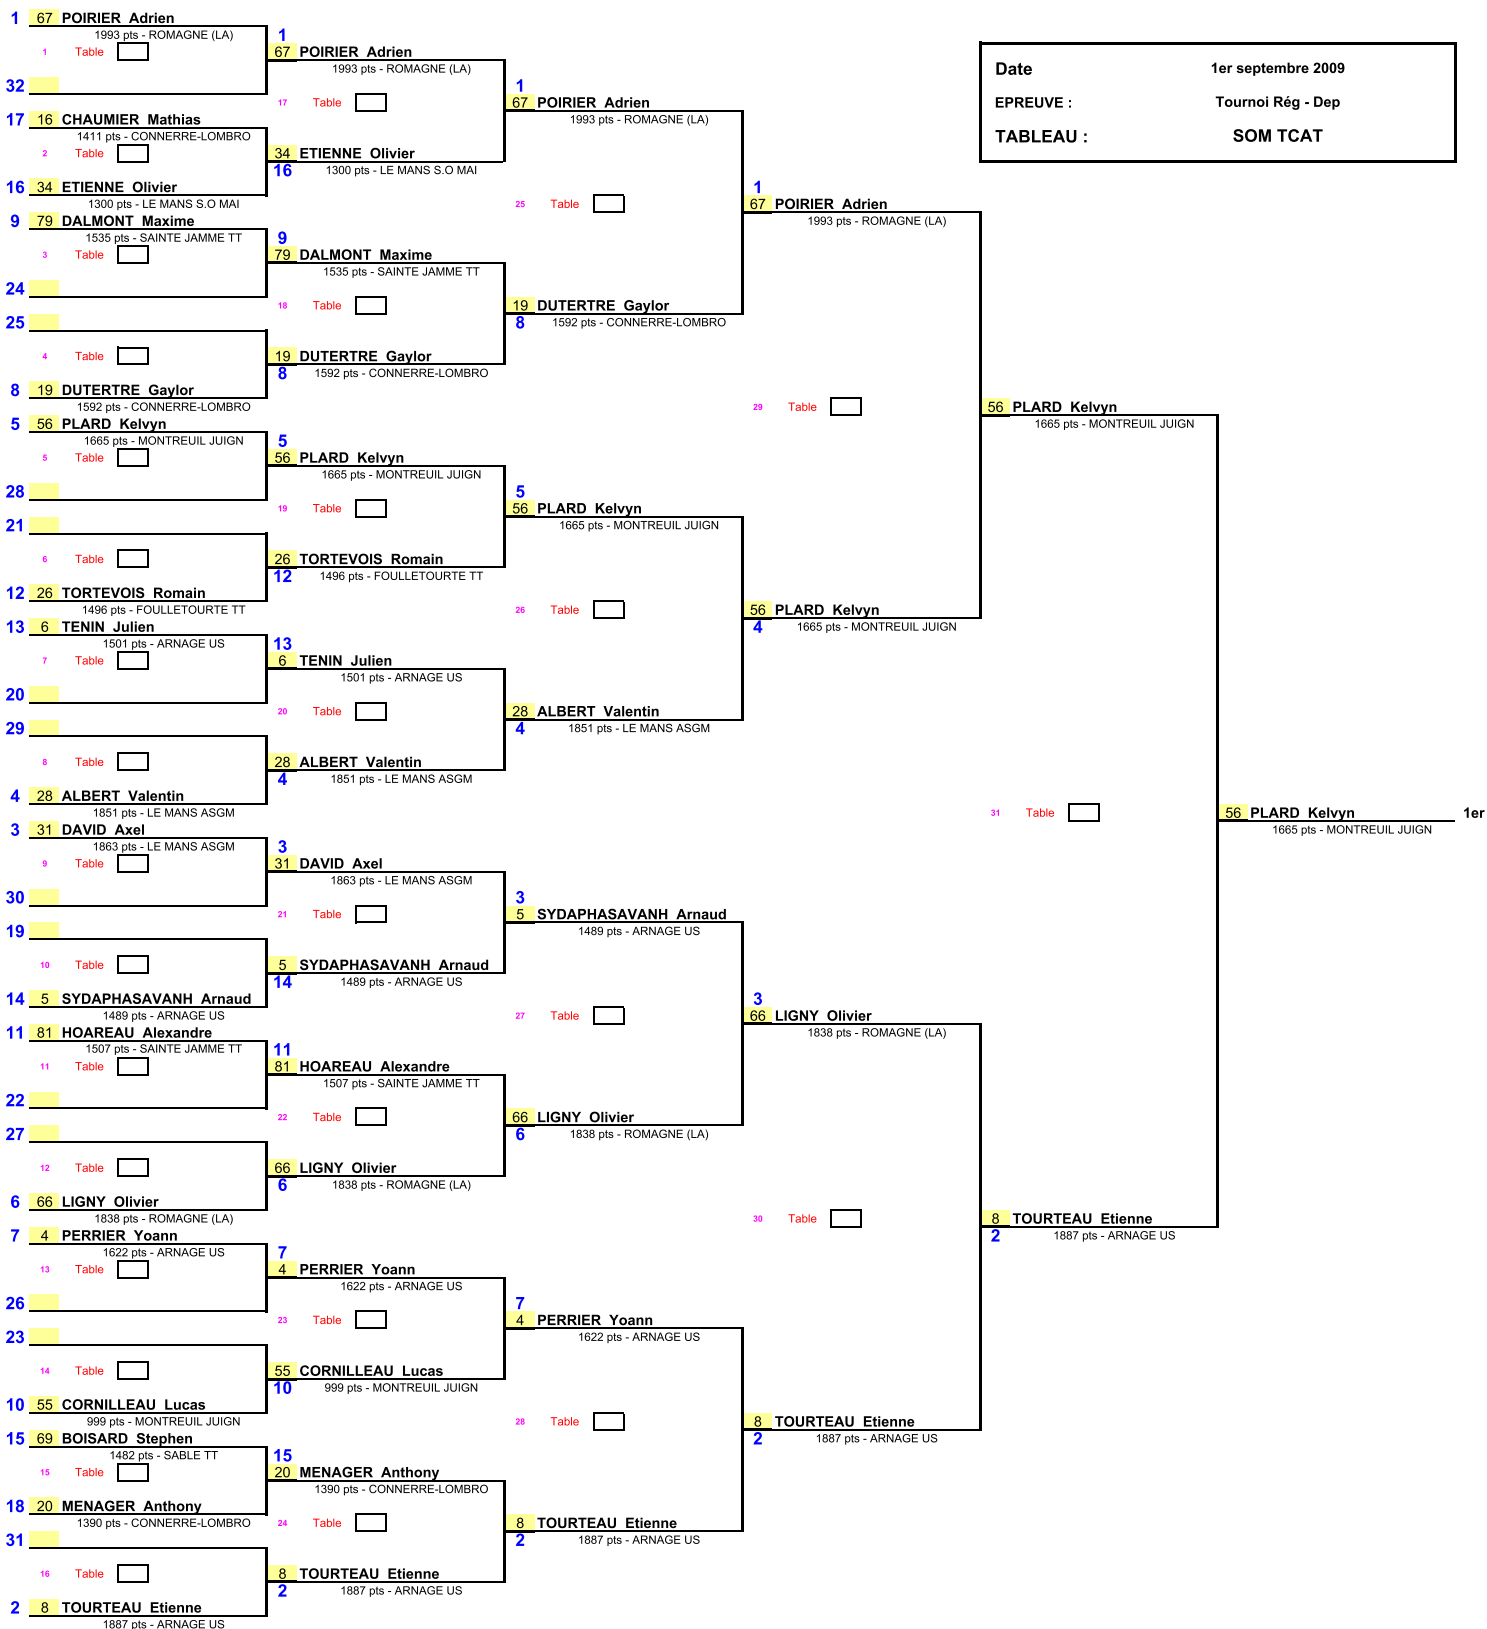 Date 1er septembre 2009
EPREUVE : Tournoi Rég - Dep
TABLEAU : SOM TCAT
1 67 POIRIER Adrien
1993 pts - ROMAGNE (LA)
1 Table
32
17 16 CHAUMIER Mathias
1411 pts - CONNERRE-LOMBRO
2 Table
16 34 ETIENNE Olivier
1300 pts - LE MANS S.O MAI
9 79 DALMONT Maxime
1535 pts - SAINTE JAMME TT
3 Table
24
25
4 Table
8 19 DUTERTRE Gaylor
1592 pts - CONNERRE-LOMBRO
5 56 PLARD Kelvyn
1665 pts - MONTREUIL JUIGN
5 Table
28
21
6 Table
12 26 TORTEVOIS Romain
1496 pts - FOULLETOURTE TT
13 6 TENIN Julien
1501 pts - ARNAGE US
7 Table
20
29
8 Table
4 28 ALBERT Valentin
1851 pts - LE MANS ASGM
3 31 DAVID Axel
1863 pts - LE MANS ASGM
9 Table
30
19
10 Table
14 5 SYDAPHASAVANH Arnaud
1489 pts - ARNAGE US
11 81 HOAREAU Alexandre
1507 pts - SAINTE JAMME TT
11 Table
22
27
12 Table
6 66 LIGNY Olivier
1838 pts - ROMAGNE (LA)
7 4 PERRIER Yoann
1622 pts - ARNAGE US
13 Table
26
23
14 Table
10 55 CORNILLEAU Lucas
999 pts - MONTREUIL JUIGN
15 69 BOISARD Stephen
1482 pts - SABLE TT
15 Table
18 20 MENAGER Anthony
1390 pts - CONNERRE-LOMBRO
31
16 Table
2 8 TOURTEAU Etienne
1887 pts - ARNAGE US
1
67 POIRIER Adrien
1993 pts - ROMAGNE (LA)
17 Table
34 ETIENNE Olivier
16 1300 pts - LE MANS S.O MAI
9
79 DALMONT Maxime
1535 pts - SAINTE JAMME TT
18 Table
19 DUTERTRE Gaylor
8 1592 pts - CONNERRE-LOMBRO
5
56 PLARD Kelvyn
1665 pts - MONTREUIL JUIGN
19 Table
26 TORTEVOIS Romain
12 1496 pts - FOULLETOURTE TT
13
6 TENIN Julien
1501 pts - ARNAGE US
20 Table
28 ALBERT Valentin
4 1851 pts - LE MANS ASGM
3
31 DAVID Axel
1863 pts - LE MANS ASGM
21 Table
5 SYDAPHASAVANH Arnaud
14 1489 pts - ARNAGE US
11
81 HOAREAU Alexandre
1507 pts - SAINTE JAMME TT
22 Table
66 LIGNY Olivier
6 1838 pts - ROMAGNE (LA)
7
4 PERRIER Yoann
1622 pts - ARNAGE US
23 Table
55 CORNILLEAU Lucas
10 999 pts - MONTREUIL JUIGN
15
20 MENAGER Anthony
1390 pts - CONNERRE-LOMBRO
24 Table
8 TOURTEAU Etienne
2 1887 pts - ARNAGE US
1
67 POIRIER Adrien
1993 pts - ROMAGNE (LA)
25 Table
19 DUTERTRE Gaylor
8 1592 pts - CONNERRE-LOMBRO
5
56 PLARD Kelvyn
1665 pts - MONTREUIL JUIGN
26 Table
28 ALBERT Valentin
4 1851 pts - LE MANS ASGM
3
5 SYDAPHASAVANH Arnaud
1489 pts - ARNAGE US
27 Table
66 LIGNY Olivier
6 1838 pts - ROMAGNE (LA)
7
4 PERRIER Yoann
1622 pts - ARNAGE US
28 Table
8 TOURTEAU Etienne
2 1887 pts - ARNAGE US
1
67 POIRIER Adrien
1993 pts - ROMAGNE (LA)
29 Table
56 PLARD Kelvyn
4 1665 pts - MONTREUIL JUIGN
3
66 LIGNY Olivier
1838 pts - ROMAGNE (LA)
30 Table
8 TOURTEAU Etienne
2 1887 pts - ARNAGE US
56 PLARD Kelvyn
1665 pts - MONTREUIL JUIGN
31 Table
8 TOURTEAU Etienne
2 1887 pts - ARNAGE US
56 PLARD Kelvyn 1er
1665 pts - MONTREUIL JUIGN